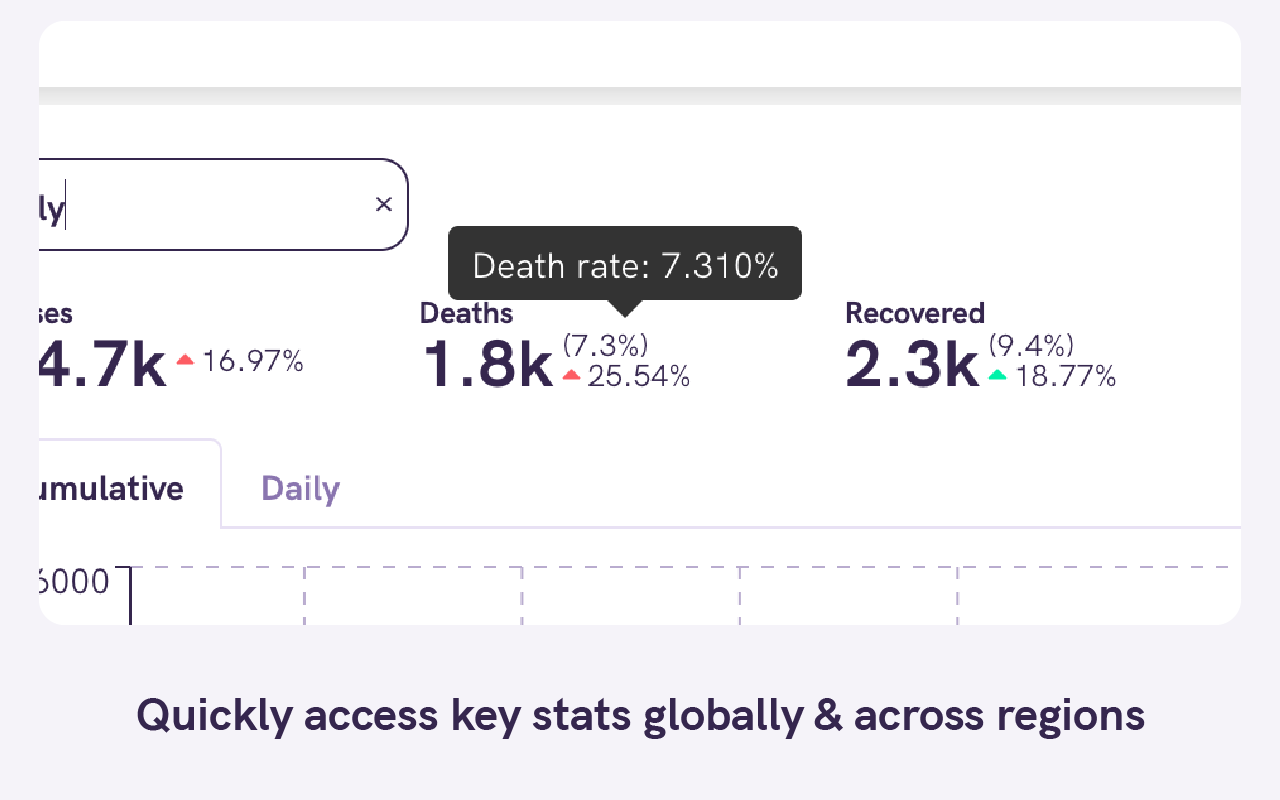 ly ×
Death rate: 7.310%
ses
Deaths
Recovered
4.7k 16.97%
1.8k (7.3%)
25.54%
2.3k (9.4%)
18.77%
umulative
Daily
6000
Quickly access key stats globally & across regions